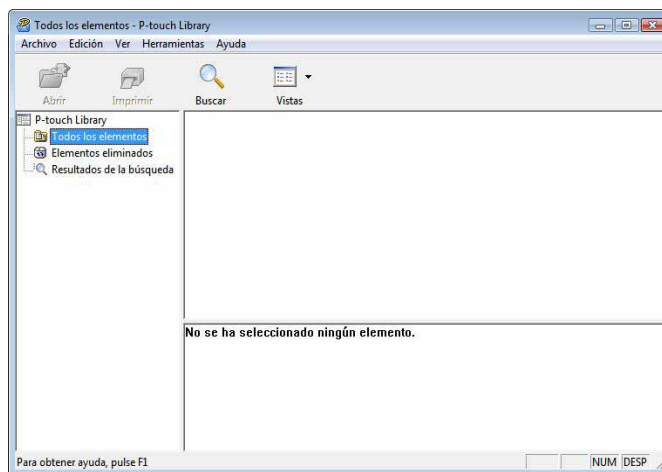 Todos los elementos - P-touch Library
Archivo Edición Ver Herramientas Ayuda
Abrir Imprimir Buscar Vistas
P-touch Library
Todos los elementos
Elementos eliminados
Resultados de la búsqueda
No se ha seleccionado ningún elemento.
Para obtener ayuda, pulse F1
NUM DESP